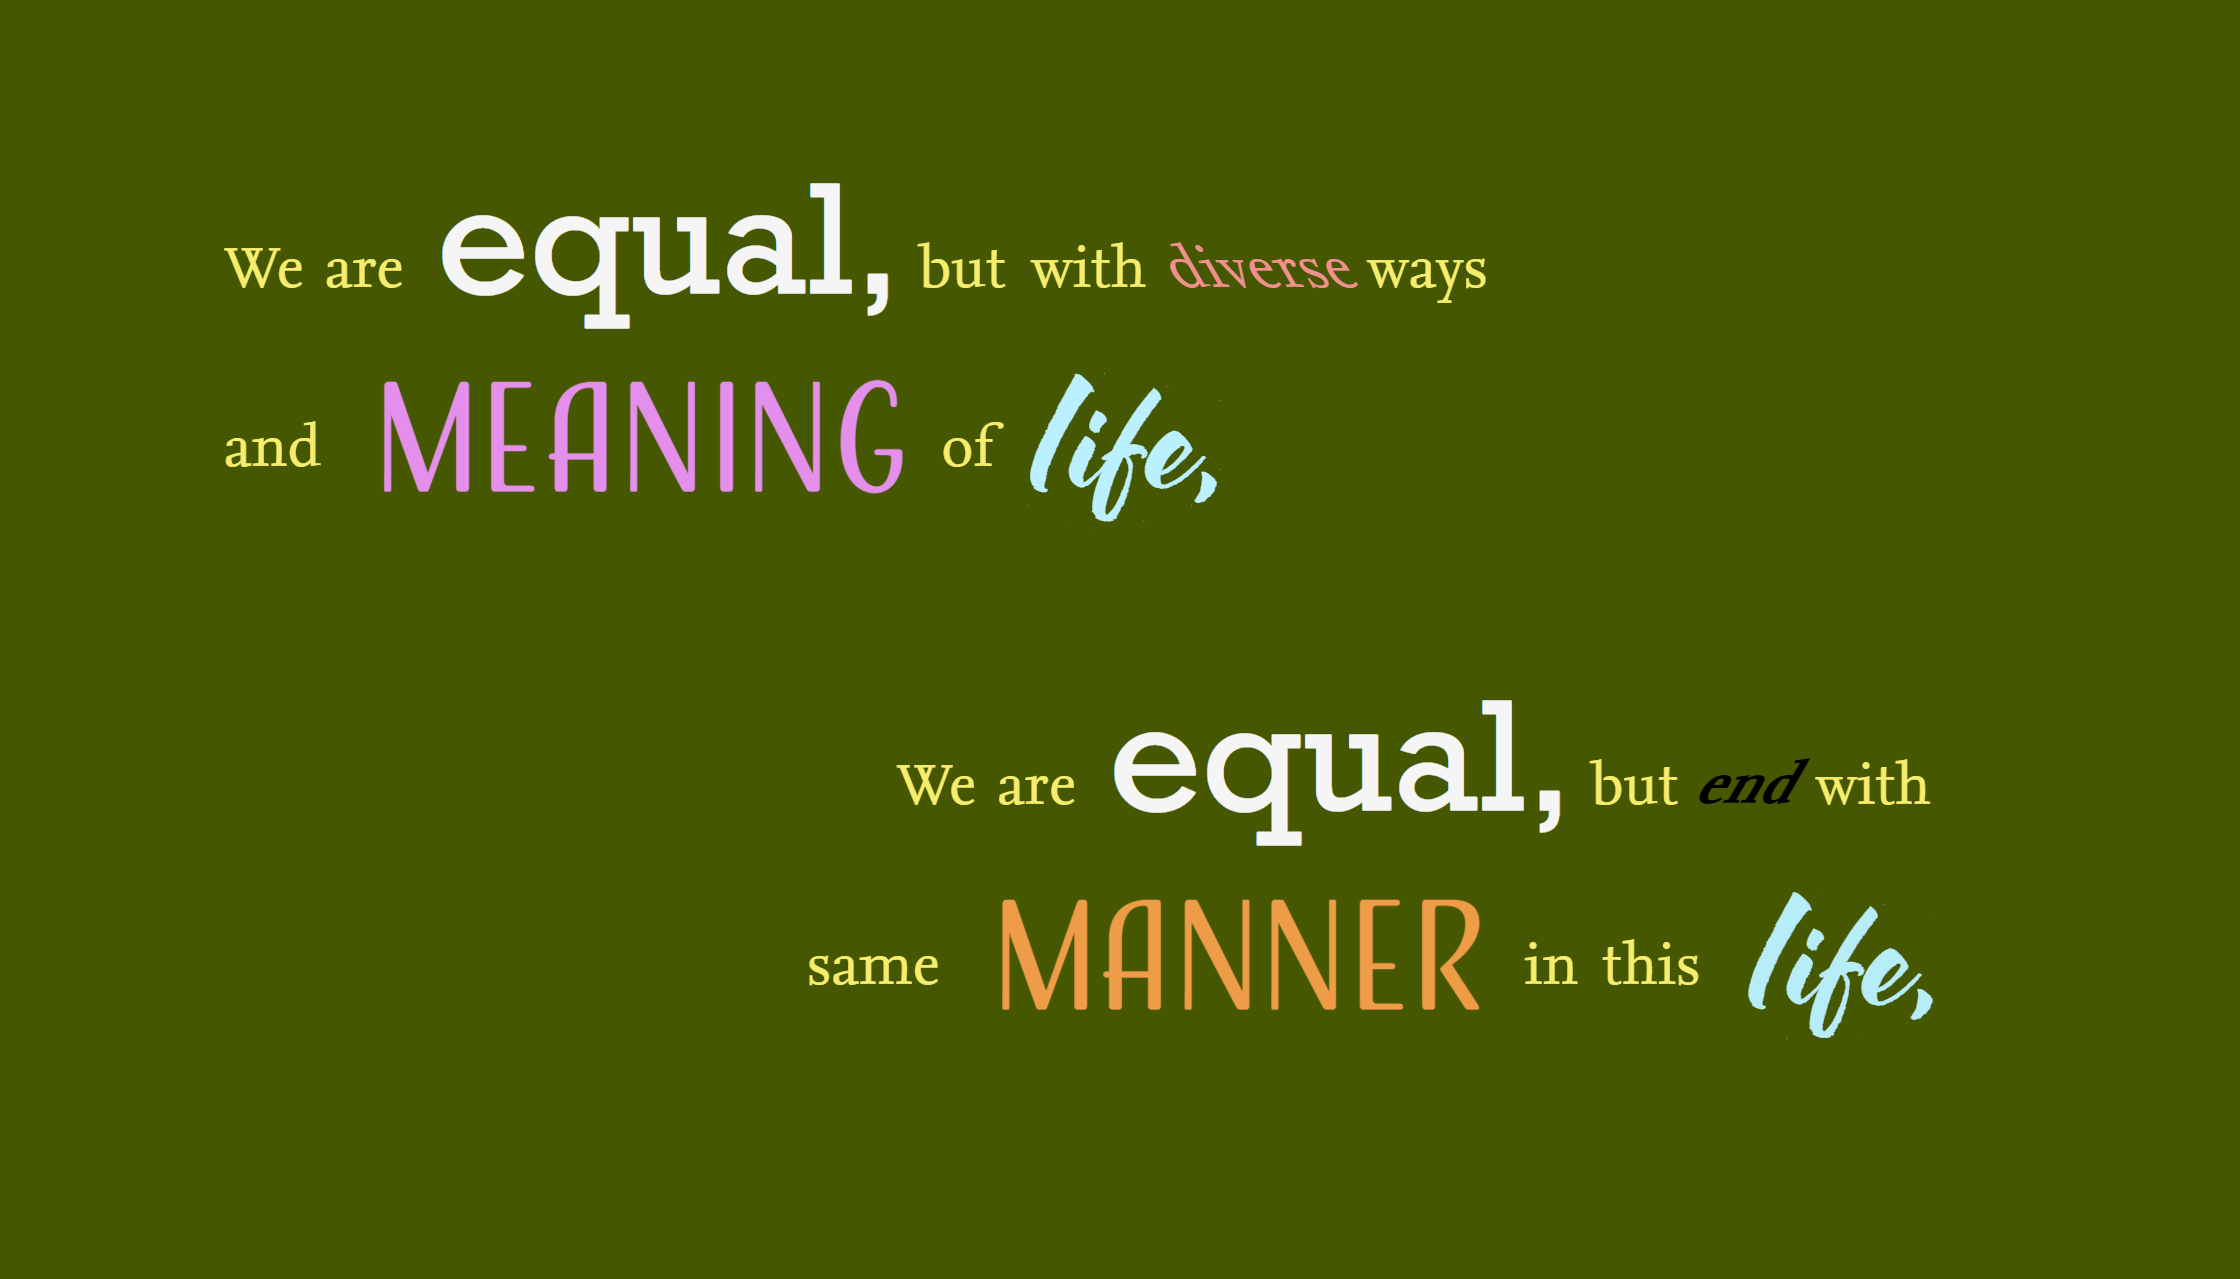 We are equal, but with diverse ways
and MEANING of life,
We are equal, but end with
same MANNER in this life,